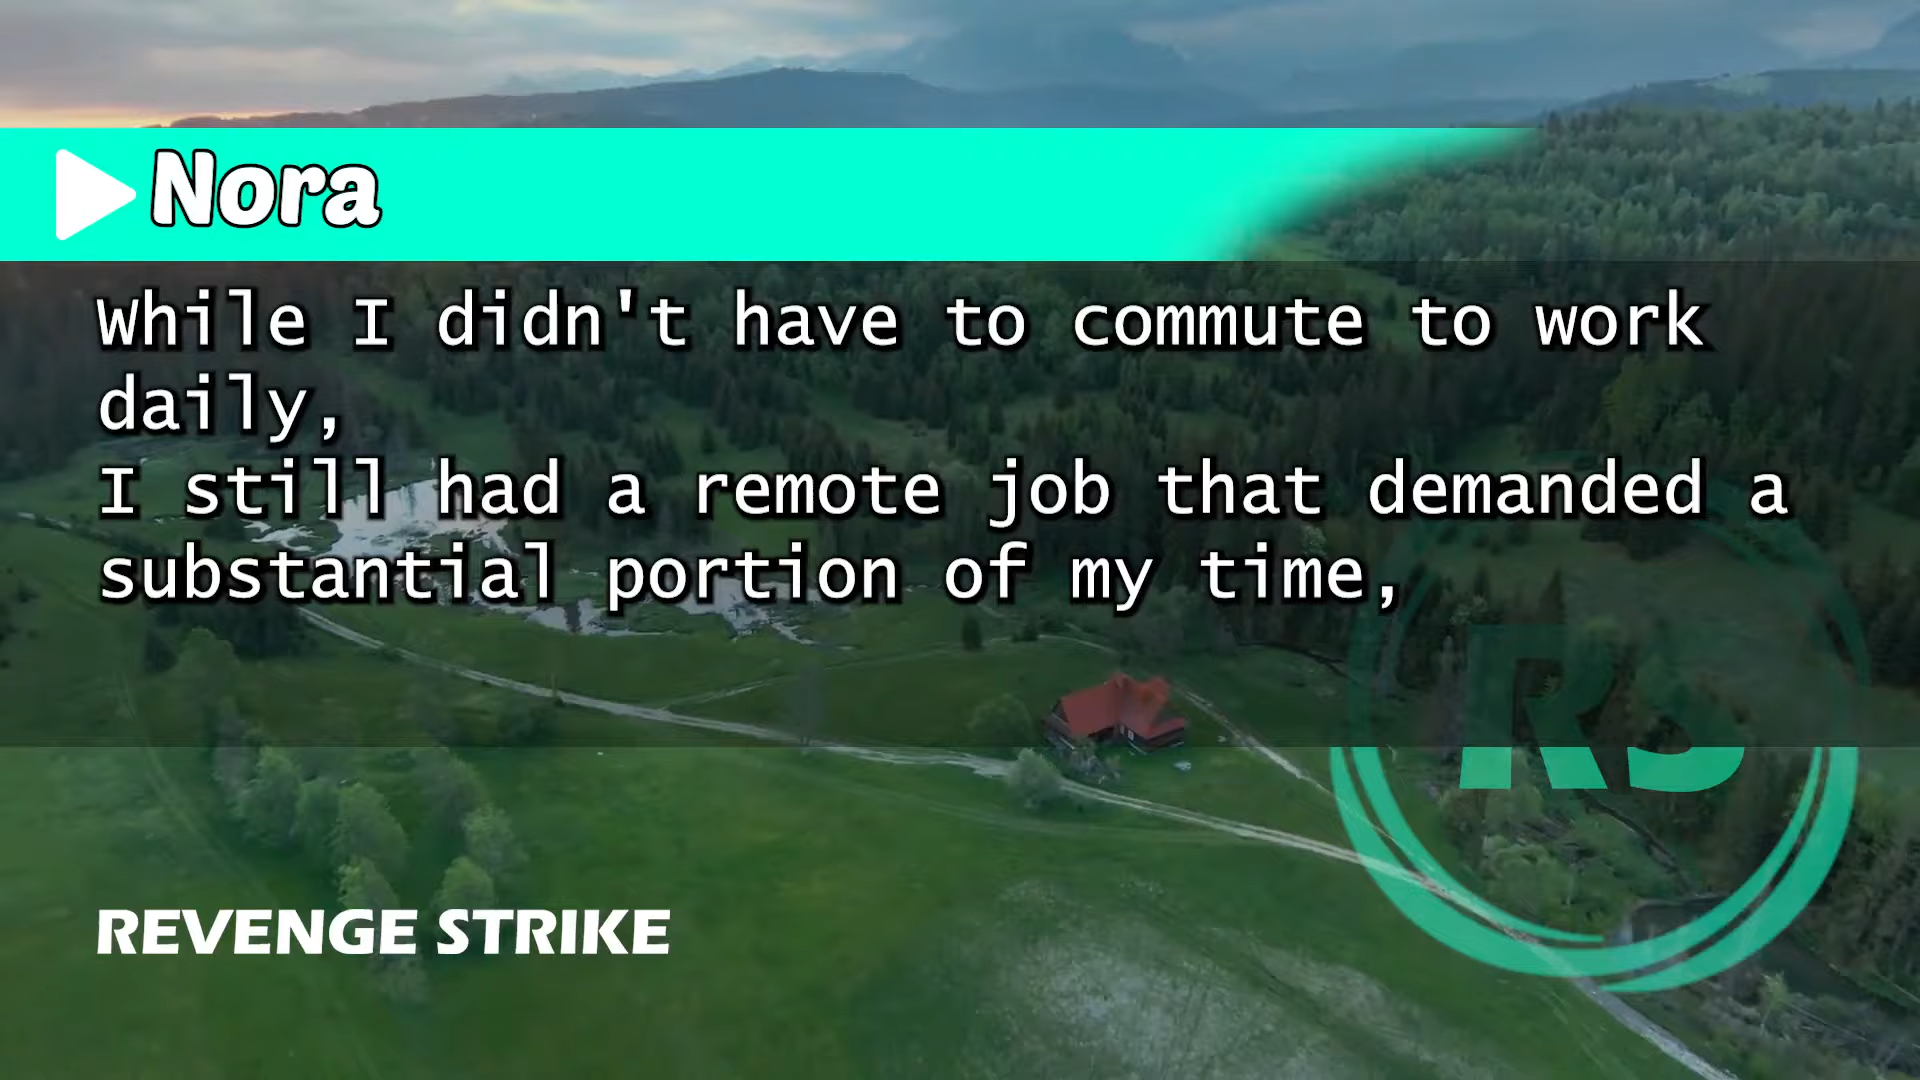 Nora
While I didn't have to commute to work
daily,
I still had a remote job that demanded a
substantial portion of my time,
RS
REVENGE STRIKE